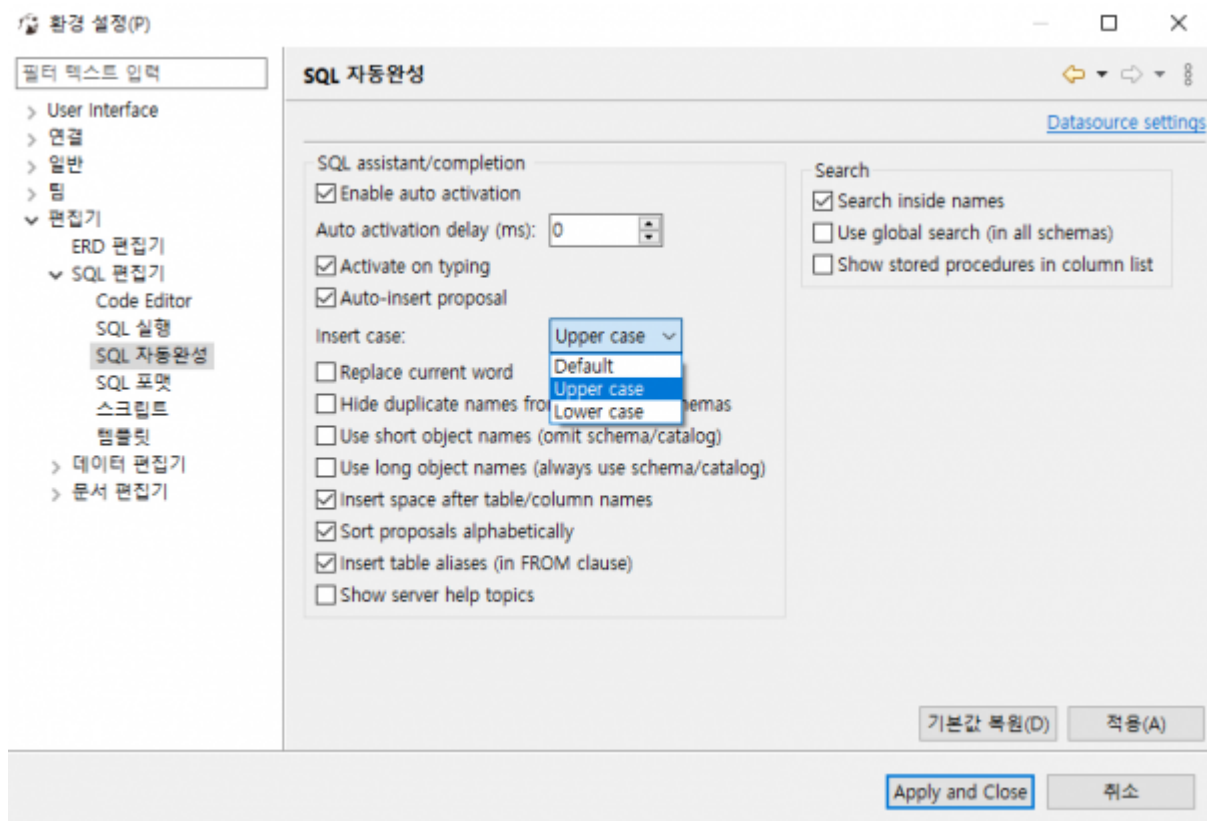 환경 설정(P)
필터 텍스트 입력
User Interface
연결
일반
팀
편집기
ERD 편집기
SQL 편집기
Code Editor
SQL 실행
SQL 자동완성
SQL 포맷
스크립트
템플릿
데이터 편집기
문서 편집기
SQL 자동완성
Datasource settings
SQL assistant/completion
Enable auto activation
Auto activation delay (ms): 0
Activate on typing
Auto-insert proposal
Insert case: Upper case
Default
Upper case
Lower case
Replace current word
Hide duplicate names
Use short object names (omit schema/catalog)
Use long object names (always use schema/catalog)
Insert space after table/column names
Sort proposals alphabetically
Insert table aliases (in FROM clause)
Show server help topics
Search
Search inside names
Use global search (in all schemas)
Show stored procedures in column list
기본값 복원(D) 적용(A)
Apply and Close 취소